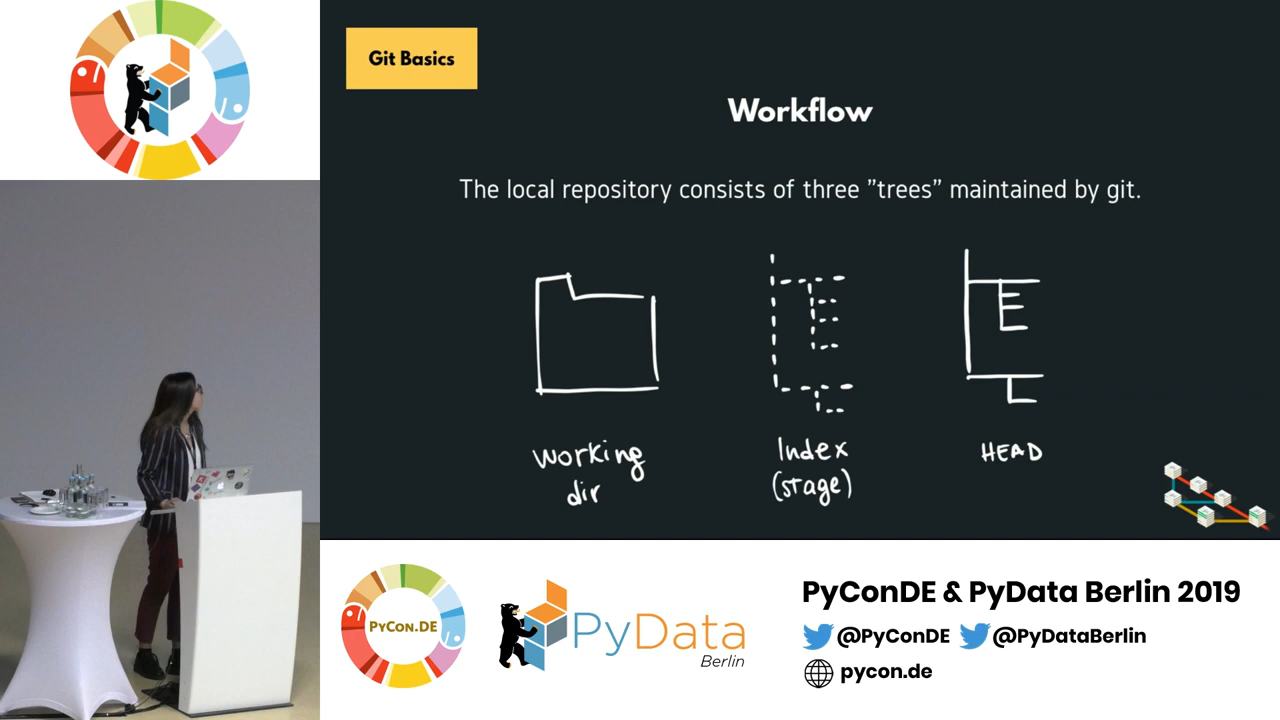 Git Basics
Workflow
The local repository consists of three ”trees” maintained by git.
working
dir
Index
(stage)
HEAD
PYCON.DE
PyData
Berlin
PyConDE & PyData Berlin 2019
@PyConDE @PyDataBerlin
pycon.de